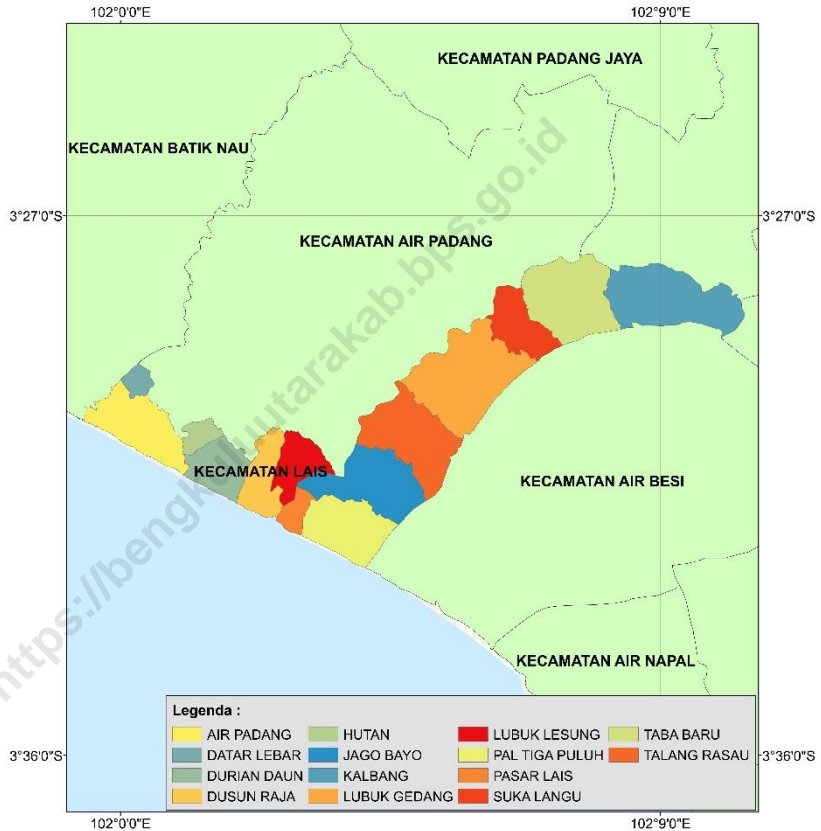 102°0'0"E 102°9'0"E
KECAMATAN PADANG JAYA
KECAMATAN BATIK NAU
3°27'0"S 3°27'0"S
KECAMATAN AIR PADANG
KECAMATAN LAIS
KECAMATAN AIR BESI
https://bengkuluutarakab.bps.go.id
KECAMATAN AIR NAPAL
Legenda :
AIR PADANG HUTAN LUBUK LESUNG TABA BARU
DATAR LEBAR JAGO BAYO PAL TIGA PULUH TALANG RASAU
DURIAN DAUN KALBANG PASAR LAIS
DUSUN RAJA LUBUK GEDANG SUKA LANGU
3°36'0"S 3°36'0"S
102°0'0"E 102°9'0"E